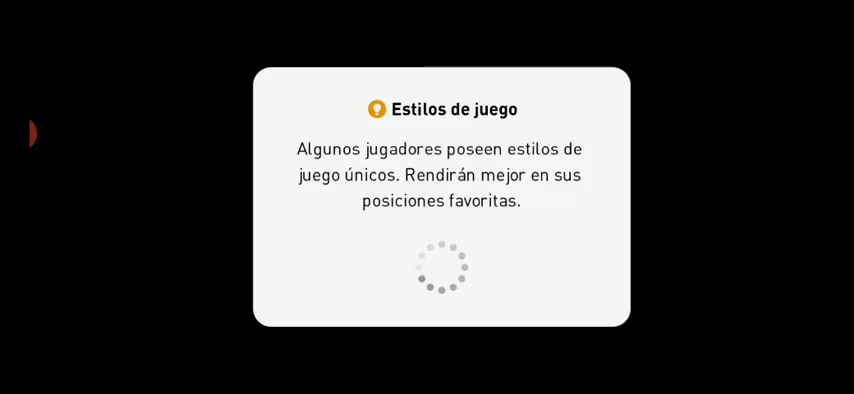 Estilos de juego
Algunos jugadores poseen estilos de
juego únicos. Rendirán mejor en sus
posiciones favoritas.